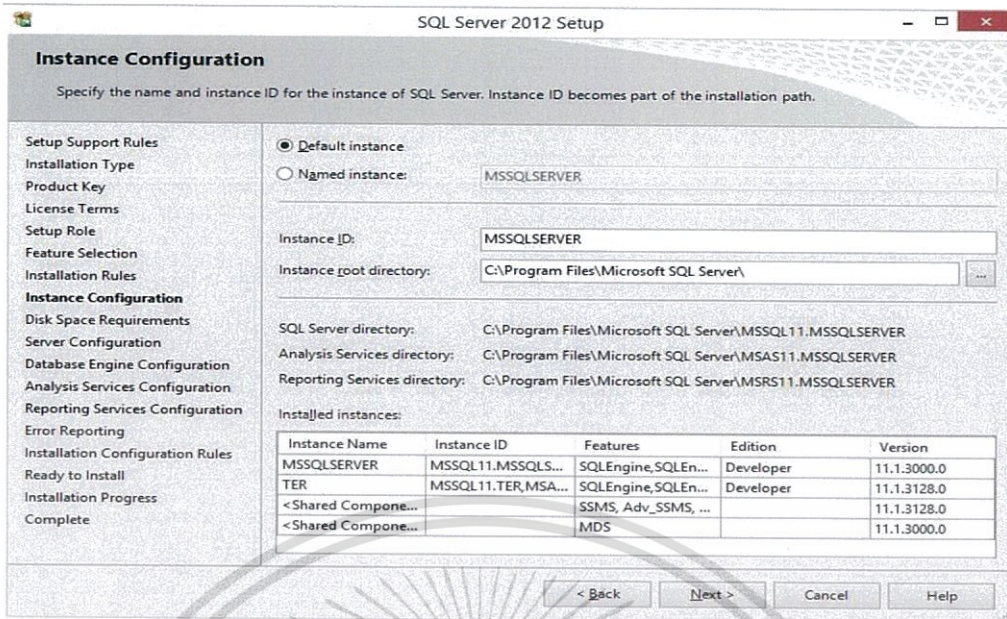 SQL Server 2012 Setup
Instance Configuration
Specify the name and instance ID for the instance of SQL Server. Instance ID becomes part of the installation path.
Setup Support Rules
Installation Type
Product Key
License Terms
Setup Role
Feature Selection
Installation Rules
Instance Configuration
Disk Space Requirements
Server Configuration
Database Engine Configuration
Analysis Services Configuration
Reporting Services Configuration
Error Reporting
Installation Configuration Rules
Ready to Install
Installation Progress
Complete
Default instance
Named instance: MSSQLSERVER
Instance ID: MSSQLSERVER
Instance root directory: C:\Program Files\Microsoft SQL Server\ ...
SQL Server directory: C:\Program Files\Microsoft SQL Server\MSSQL11.MSSQLSERVER
Analysis Services directory: C:\Program Files\Microsoft SQL Server\MSAS11.MSSQLSERVER
Reporting Services directory: C:\Program Files\Microsoft SQL Server\MSRS11.MSSQLSERVER
Installed instances:
Instance Name Instance ID Features Edition Version
MSSQLSERVER MSSQL11.MSSQLS... SQLEngine,SQLEn... Developer 11.1.3000.0
TER MSSQL11.TER,MSA... SQLEngine,SQLEn... Developer 11.1.3128.0
<Shared Compone... SSMS, Adv_SSMS, ... 11.1.3128.0
<Shared Compone... MDS 11.1.3000.0
< Back Next > Cancel Help